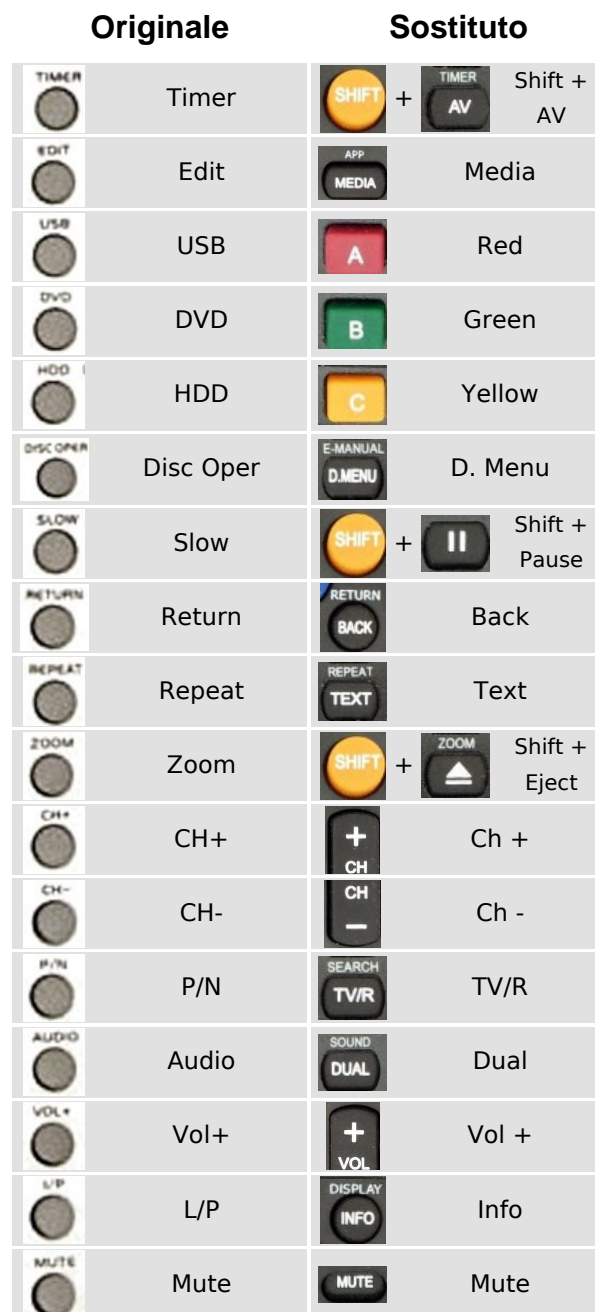 Originale Sostituto
TIMER Timer SHIFT + TIMER AV Shift + AV
EDIT Edit APP MEDIA Media
USB USB A Red
DVD DVD B Green
HDD HDD C Yellow
DISC OPER Disc Oper E-MANUAL D.MENU D. Menu
SLOW Slow SHIFT + Shift + Pause
RETURN Return RETURN BACK Back
REPEAT Repeat REPEAT TEXT Text
ZOOM Zoom SHIFT + ZOOM Shift + Eject
CH+ CH+ + CH Ch +
CH- CH- CH − Ch -
P/N P/N SEARCH TV/R TV/R
AUDIO Audio SOUND DUAL Dual
VOL+ Vol+ + VOL Vol +
L/P L/P DISPLAY INFO Info
MUTE Mute MUTE Mute